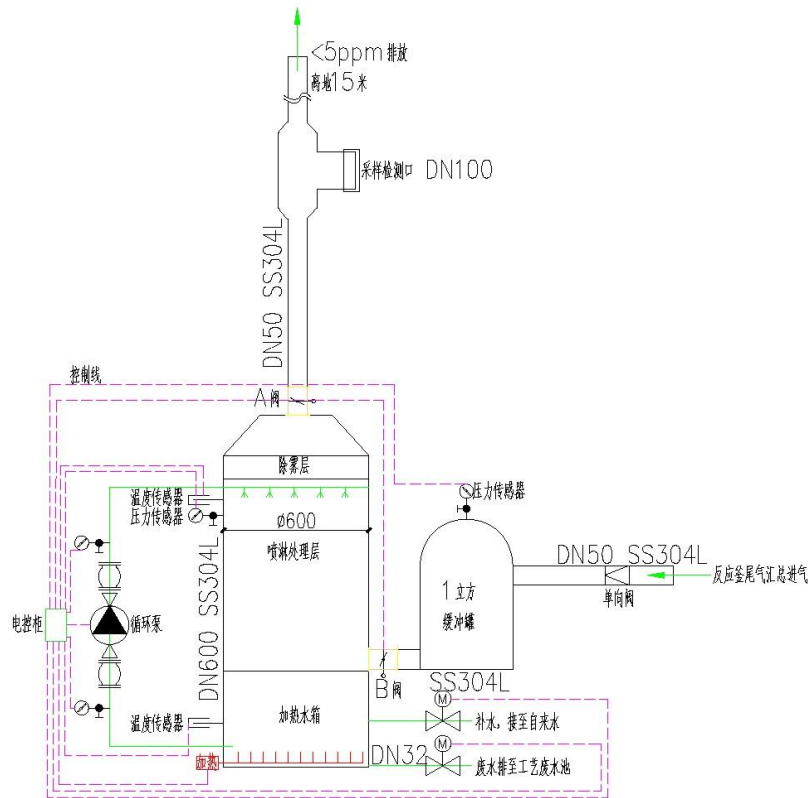 <5ppm 排放
离地15米
采样检测口 DN100
DN50 SS304L
控制线
A阀
除雾层
温度传感器
压力传感器
压力传感器
ø600
喷淋处理层
DN600 SS304L
DN50 SS304L
反应釜尾气汇总进气
单向阀
1立方
缓冲罐
电控柜
循环泵
B阀
SS304L
M
加热水箱
温度传感器
补水，接至自来水
M
加热
DN32
废水排至工艺废水池